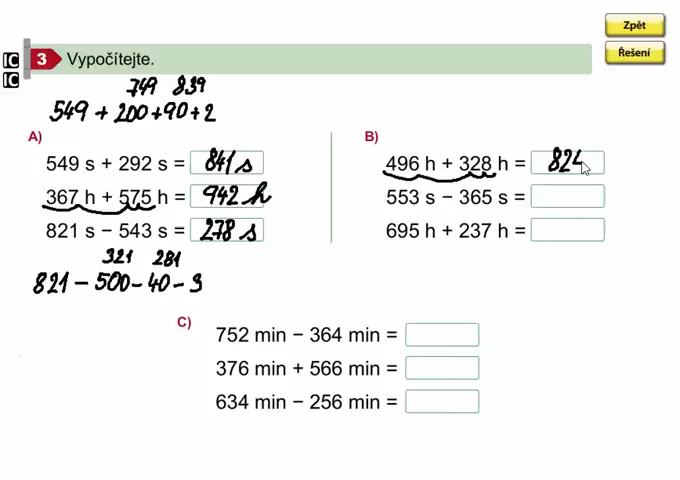 Zpět
Řešení
3 Vypočítejte.
749 839
549 + 200 + 90 + 2
A)
549 s + 292 s = 841 s
367 h + 575 h = 942 h
821 s − 543 s = 278 s
321 281
821 − 500 − 40 − 3
B)
496 h + 328 h = 824
553 s − 365 s =
695 h + 237 h =
C)
752 min − 364 min =
376 min + 566 min =
634 min − 256 min =